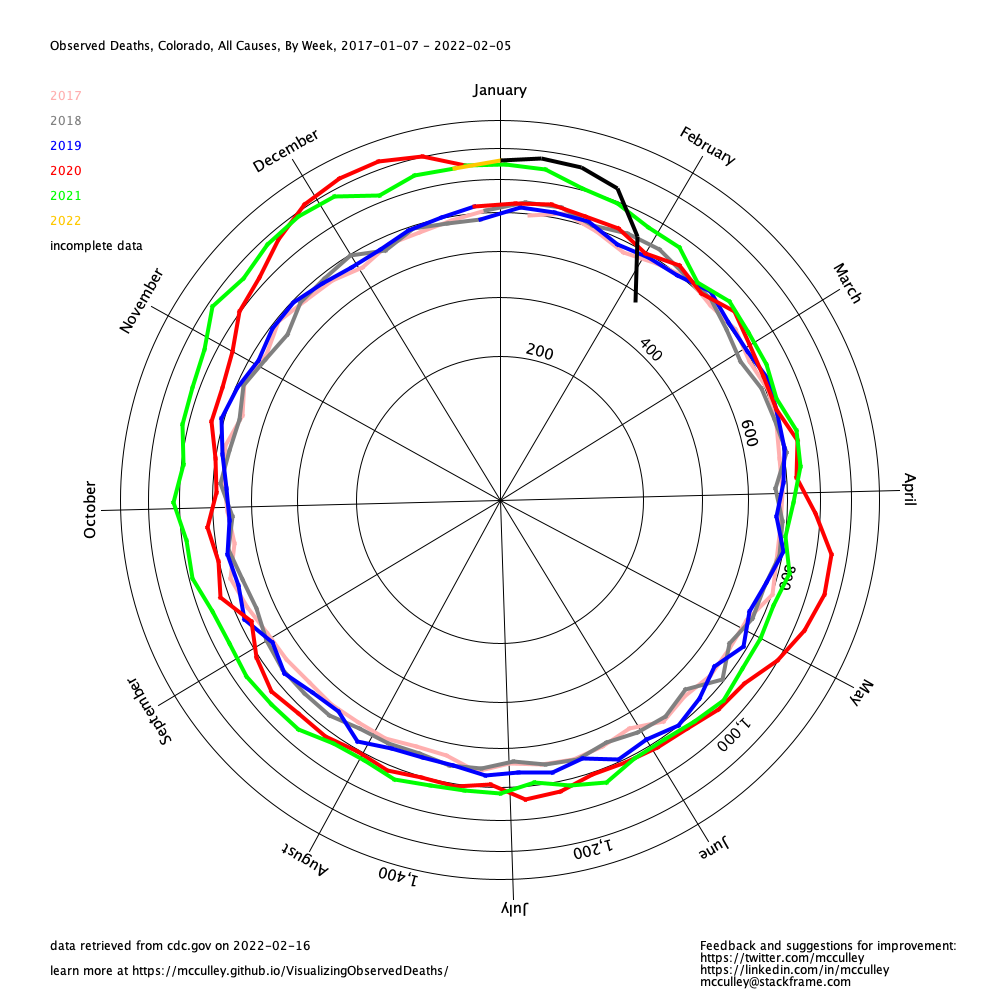 Observed Deaths, Colorado, All Causes, By Week, 2017-01-07 - 2022-02-05
January
2017
2018
2019
2020
2021
2022
incomplete data
December
February
November
March
200
400
600
October
April
800
September
May
1,000
August
June
1,200
1,400
July
data retrieved from cdc.gov on 2022-02-16
learn more at https://mcculley.github.io/VisualizingObservedDeaths/
Feedback and suggestions for improvement:
https://twitter.com/mcculley
https://linkedin.com/in/mcculley
mcculley@stackframe.com